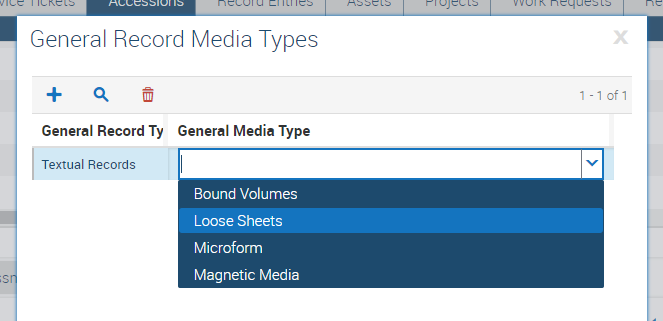 vice Tickets Accessions Record Entries Assets Projects Work Requests Re
General Record Media Types X
1 - 1 of 1
General Record Ty General Media Type
Textual Records
Bound Volumes
Loose Sheets
Microform
Magnetic Media
ssn